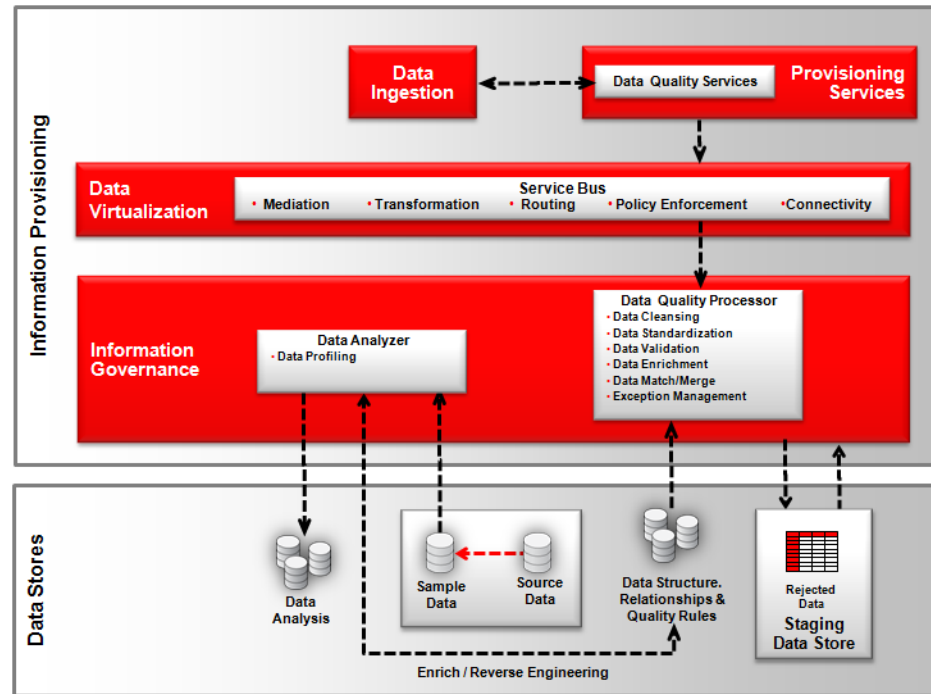 Information Provisioning
Data
Ingestion
Data Quality Services
Provisioning
Services
Data
Virtualization
Service Bus
• Mediation
• Transformation
• Routing
• Policy Enforcement
• Connectivity
Information
Governance
Data Analyzer
• Data Profiling
Data Quality Processor
• Data Cleansing
• Data Standardization
• Data Validation
• Data Enrichment
• Data Match/Merge
• Exception Management
Data Stores
Data
Analysis
Sample
Data
Source
Data
Data Structure.
Relationships &
Quality Rules
Rejected
Data
Staging
Data Store
Enrich / Reverse Engineering